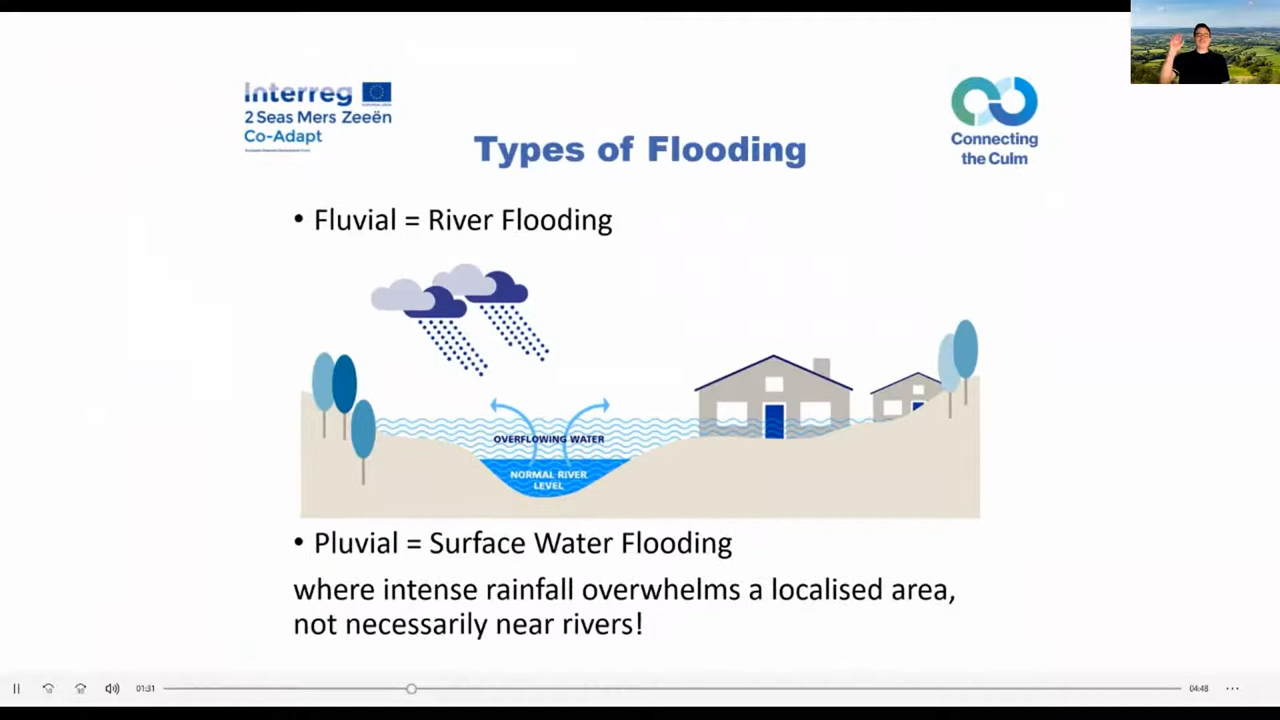 Interreg
2 Seas Mers Zeeën
Co-Adapt
Connecting
the Culm
Types of Flooding
• Fluvial = River Flooding
OVERFLOWING WATER
NORMAL RIVER
LEVEL
• Pluvial = Surface Water Flooding
where intense rainfall overwhelms a localised area,
not necessarily near rivers!
01:31
04:48